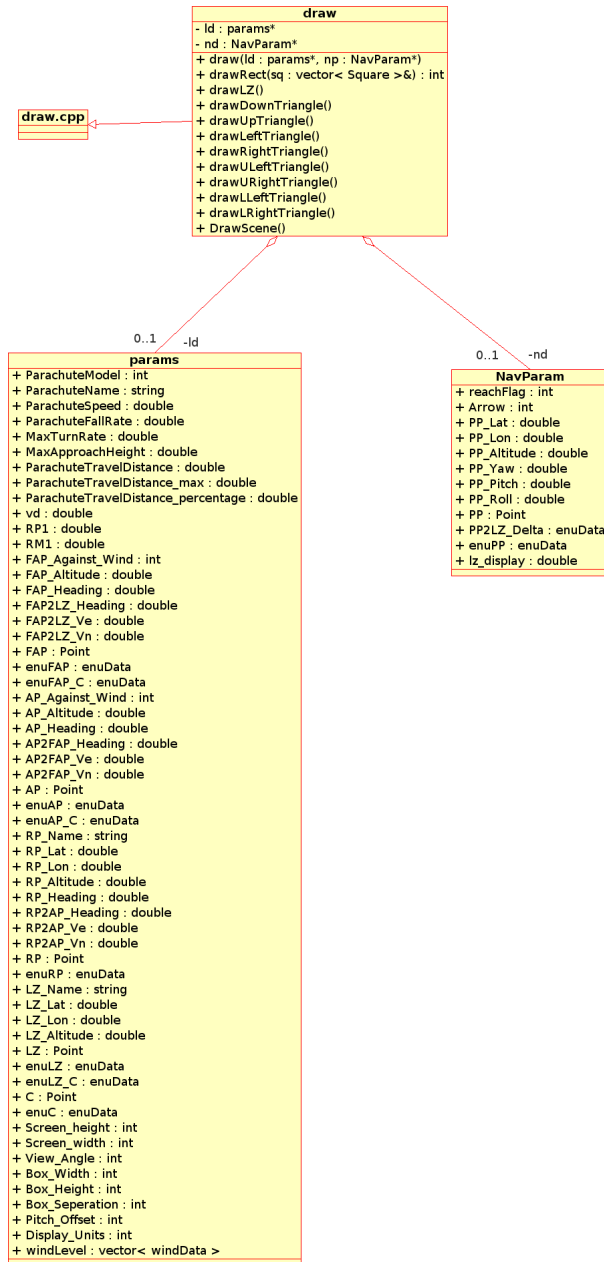 draw
- ld : params*
- nd : NavParam*
+ draw(ld : params*, np : NavParam*)
+ drawRect(sq : vector< Square >&) : int
+ drawLZ()
+ drawDownTriangle()
+ drawUpTriangle()
+ drawLeftTriangle()
+ drawRightTriangle()
+ drawULeftTriangle()
+ drawURightTriangle()
+ drawLLeftTriangle()
+ drawLRightTriangle()
+ DrawScene()
draw.cpp
0..1
-ld
0..1
-nd
params
+ ParachuteModel : int
+ ParachuteName : string
+ ParachuteSpeed : double
+ ParachuteFallRate : double
+ MaxTurnRate : double
+ MaxApproachHeight : double
+ ParachuteTravelDistance : double
+ ParachuteTravelDistance_max : double
+ ParachuteTravelDistance_percentage : double
+ vd : double
+ RP1 : double
+ RM1 : double
+ FAP_Against_Wind : int
+ FAP_Altitude : double
+ FAP_Heading : double
+ FAP2LZ_Heading : double
+ FAP2LZ_Ve : double
+ FAP2LZ_Vn : double
+ FAP : Point
+ enuFAP : enuData
+ enuFAP_C : enuData
+ AP_Against_Wind : int
+ AP_Altitude : double
+ AP_Heading : double
+ AP2FAP_Heading : double
+ AP2FAP_Ve : double
+ AP2FAP_Vn : double
+ AP : Point
+ enuAP : enuData
+ enuAP_C : enuData
+ RP_Name : string
+ RP_Lat : double
+ RP_Lon : double
+ RP_Altitude : double
+ RP_Heading : double
+ RP2AP_Heading : double
+ RP2AP_Ve : double
+ RP2AP_Vn : double
+ RP : Point
+ enuRP : enuData
+ LZ_Name : string
+ LZ_Lat : double
+ LZ_Lon : double
+ LZ_Altitude : double
+ LZ : Point
+ enuLZ : enuData
+ enuLZ_C : enuData
+ C : Point
+ enuC : enuData
+ Screen_height : int
+ Screen_width : int
+ View_Angle : int
+ Box_Width : int
+ Box_Height : int
+ Box_Seperation : int
+ Pitch_Offset : int
+ Display_Units : int
+ windLevel : vector< windData >
NavParam
+ reachFlag : int
+ Arrow : int
+ PP_Lat : double
+ PP_Lon : double
+ PP_Altitude : double
+ PP_Yaw : double
+ PP_Pitch : double
+ PP_Roll : double
+ PP : Point
+ PP2LZ_Delta : enuData
+ enuPP : enuData
+ lz_display : double